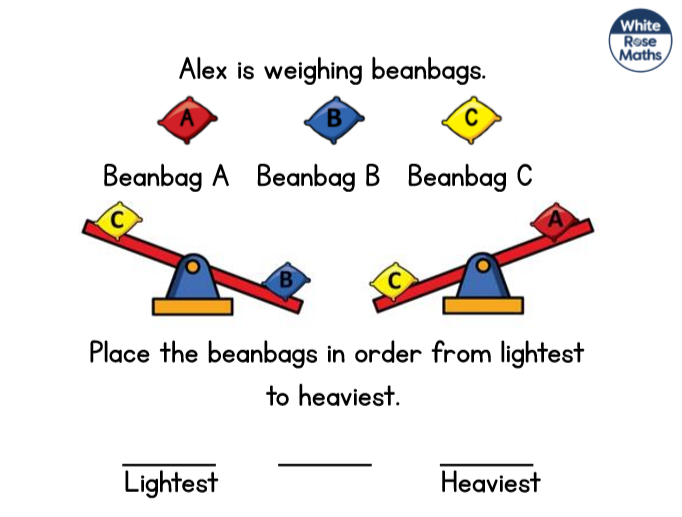 White
Rose
Maths
Alex is weighing beanbags.
A
B
C
Beanbag A
Beanbag B
Beanbag C
C
B
A
C
Place the beanbags in order from lightest
to heaviest.
Lightest
Heaviest